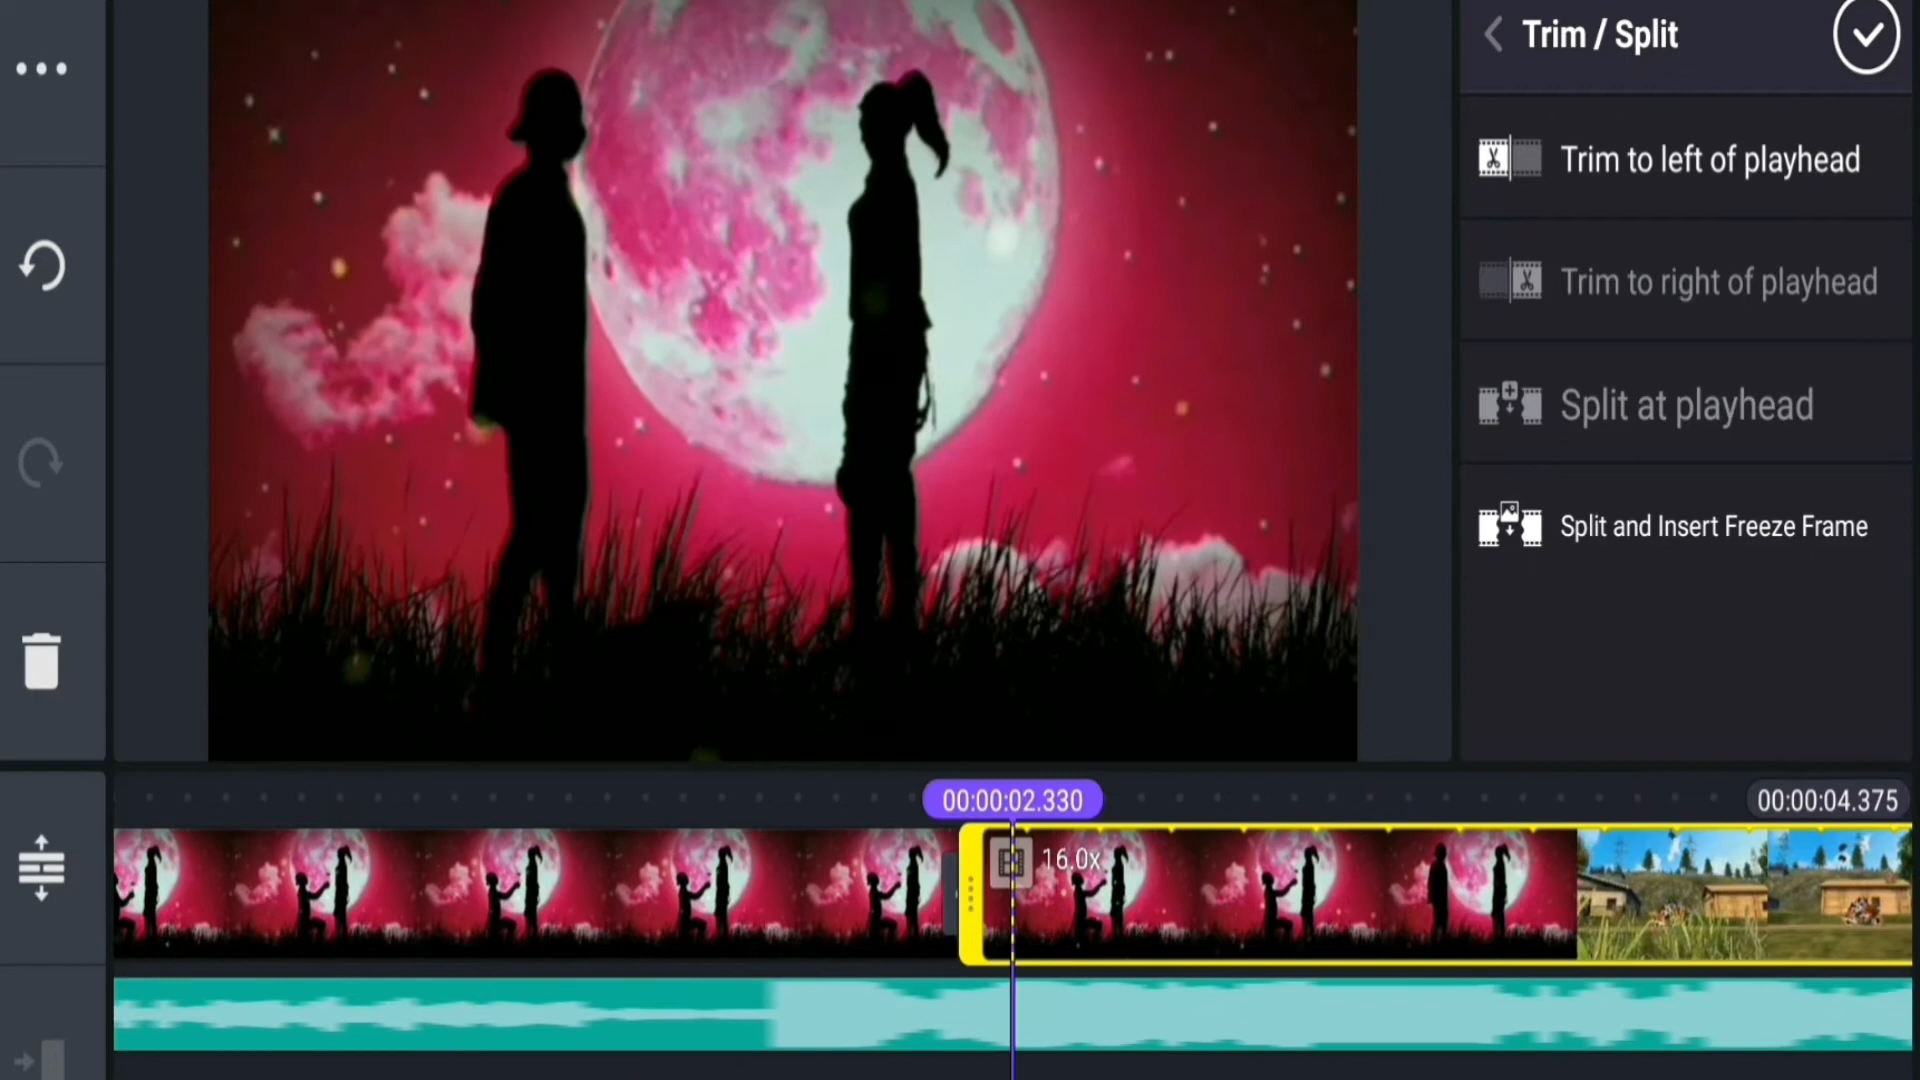 Trim / Split
Trim to left of playhead
Trim to right of playhead
Split at playhead
Split and Insert Freeze Frame
00:00:02.330
00:00:04.375
16.0x